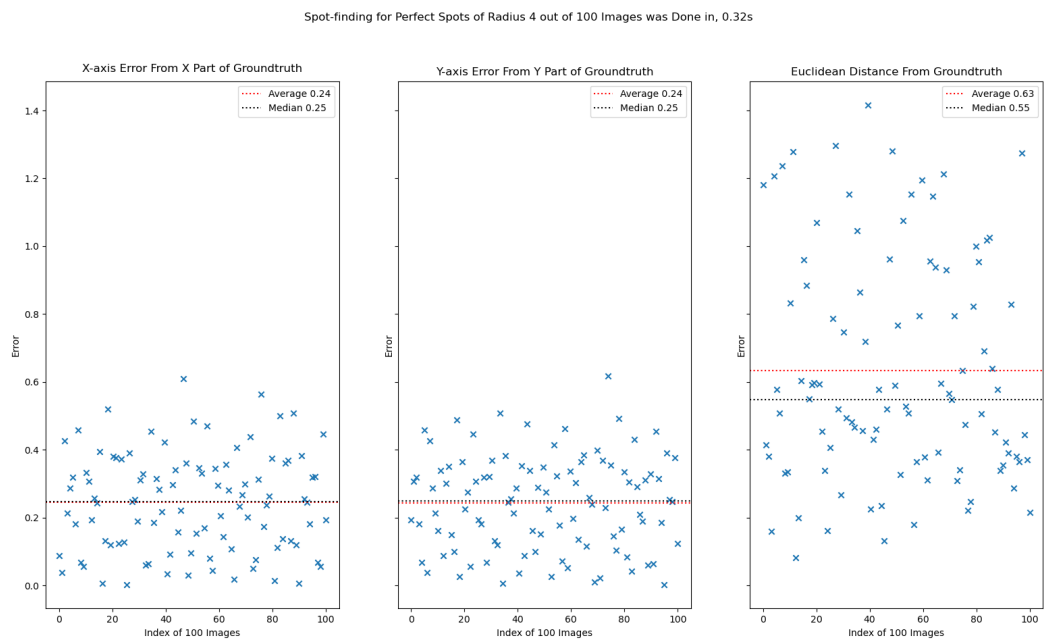 Spot-finding for Perfect Spots of Radius 4 out of 100 Images was Done in, 0.32s
X-axis Error From X Part of Groundtruth
Average 0.24
Median 0.25
Error
1.4
1.2
1.0
0.8
0.6
0.4
0.2
0.0
0 20 40 60 80 100
Index of 100 Images
Y-axis Error From Y Part of Groundtruth
Average 0.24
Median 0.25
Error
0 20 40 60 80 100
Index of 100 Images
Euclidean Distance From Groundtruth
Average 0.63
Median 0.55
Error
0 20 40 60 80 100
Index of 100 Images